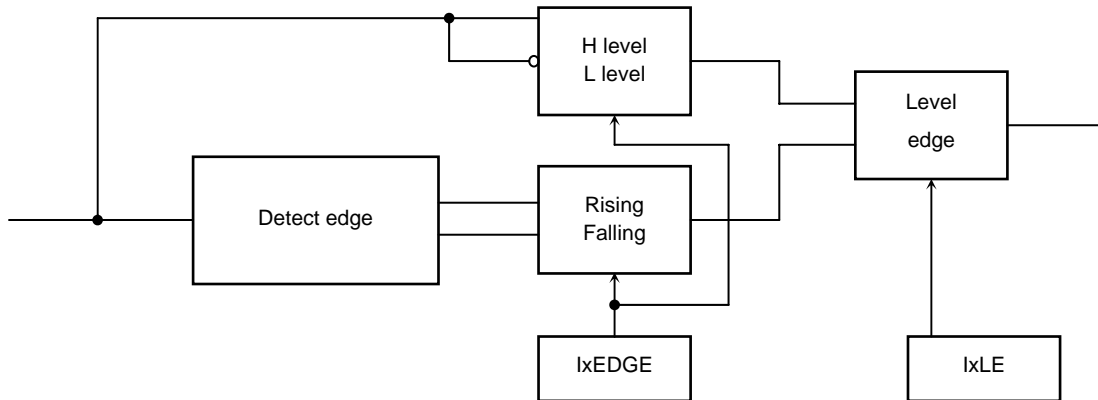 H level
L level
Level
edge
Detect edge
Rising
Falling
IxEDGE
IxLE